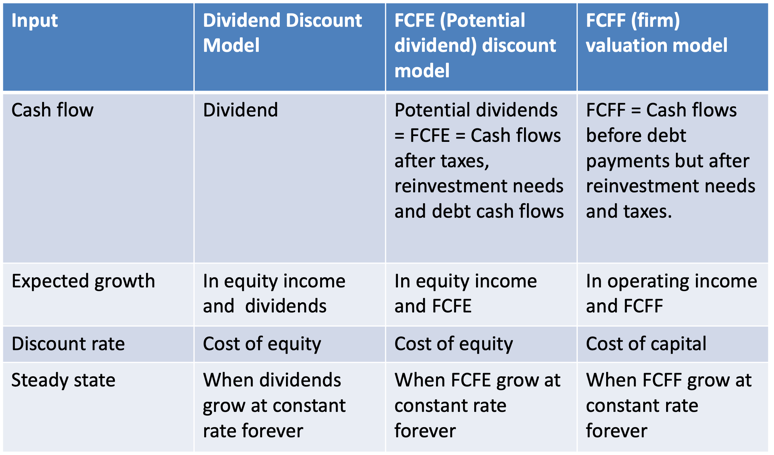 Input
Dividend Discount
Model
FCFE (Potential
dividend) discount
model
FCFF (firm)
valuation model
Cash flow
Dividend
Potential dividends
= FCFE = Cash flows
after taxes,
reinvestment needs
and debt cash flows
FCFF = Cash flows
before debt
payments but after
reinvestment needs
and taxes.
Expected growth
In equity income
and  dividends
In equity income
and FCFE
In operating income
and FCFF
Discount rate
Cost of equity
Cost of equity
Cost of capital
Steady state
When dividends
grow at constant
rate forever
When FCFE grow at
constant rate
forever
When FCFF grow at
constant rate
forever